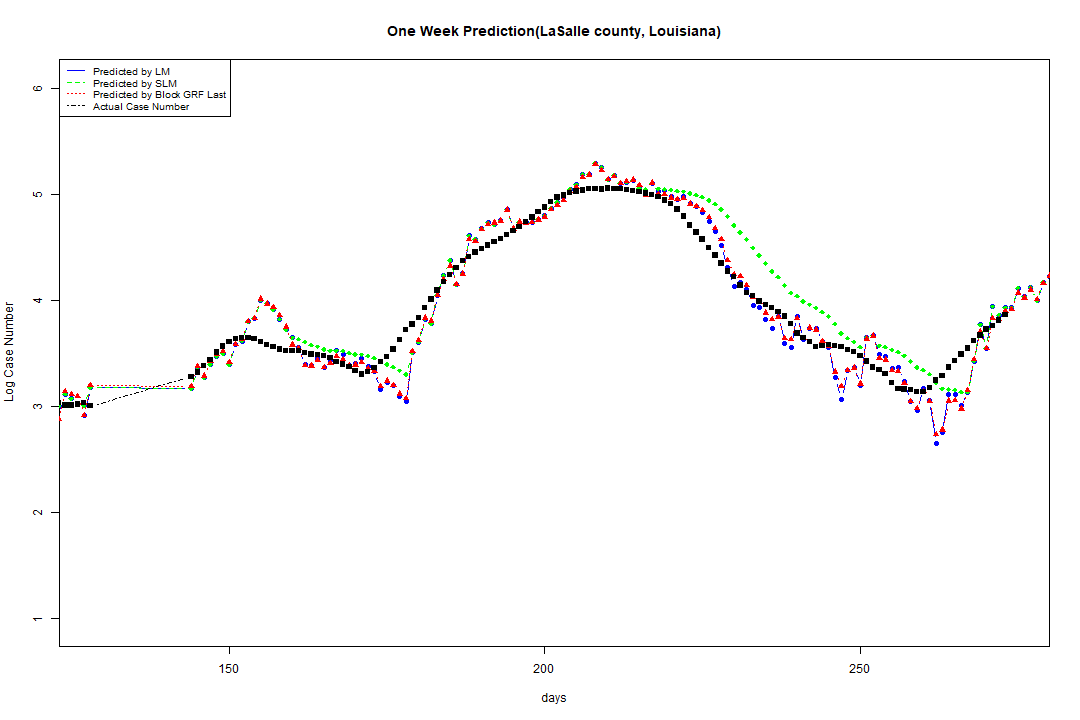 One Week Prediction(LaSalle county, Louisiana)
Predicted by LM
Predicted by SLM
Predicted by Block GRF Last
Actual Case Number
6
5
4
3
2
1
Log Case Number
150 200 250
days